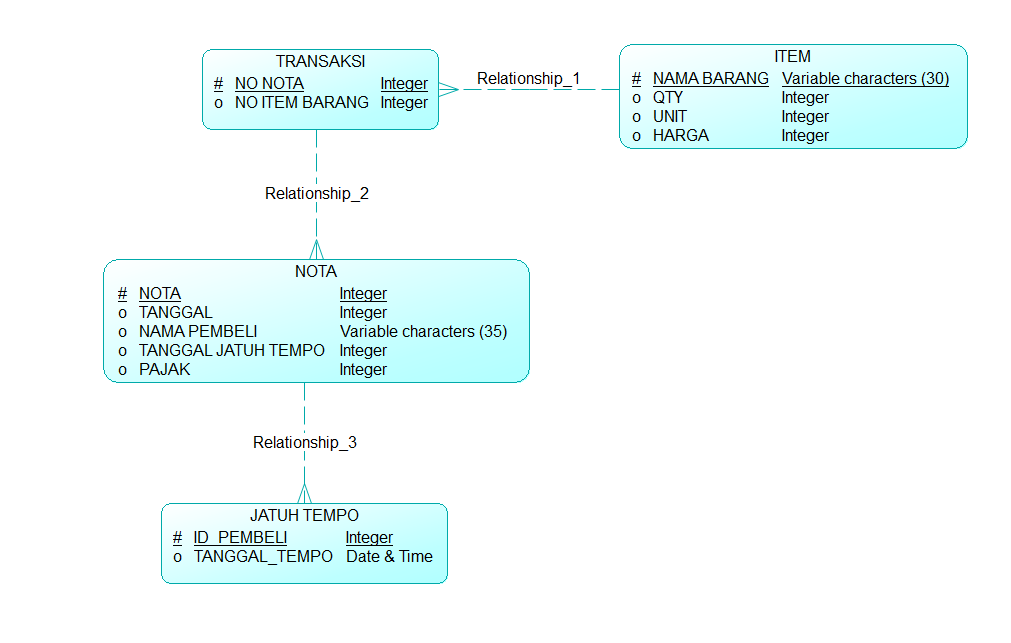 TRANSAKSI
# NO NOTA Integer
o NO ITEM BARANG Integer
Relationship_1
ITEM
# NAMA BARANG Variable characters (30)
o QTY Integer
o UNIT Integer
o HARGA Integer
Relationship_2
NOTA
# NOTA Integer
o TANGGAL Integer
o NAMA PEMBELI Variable characters (35)
o TANGGAL JATUH TEMPO Integer
o PAJAK Integer
Relationship_3
JATUH TEMPO
# ID_PEMBELI Integer
o TANGGAL_TEMPO Date & Time